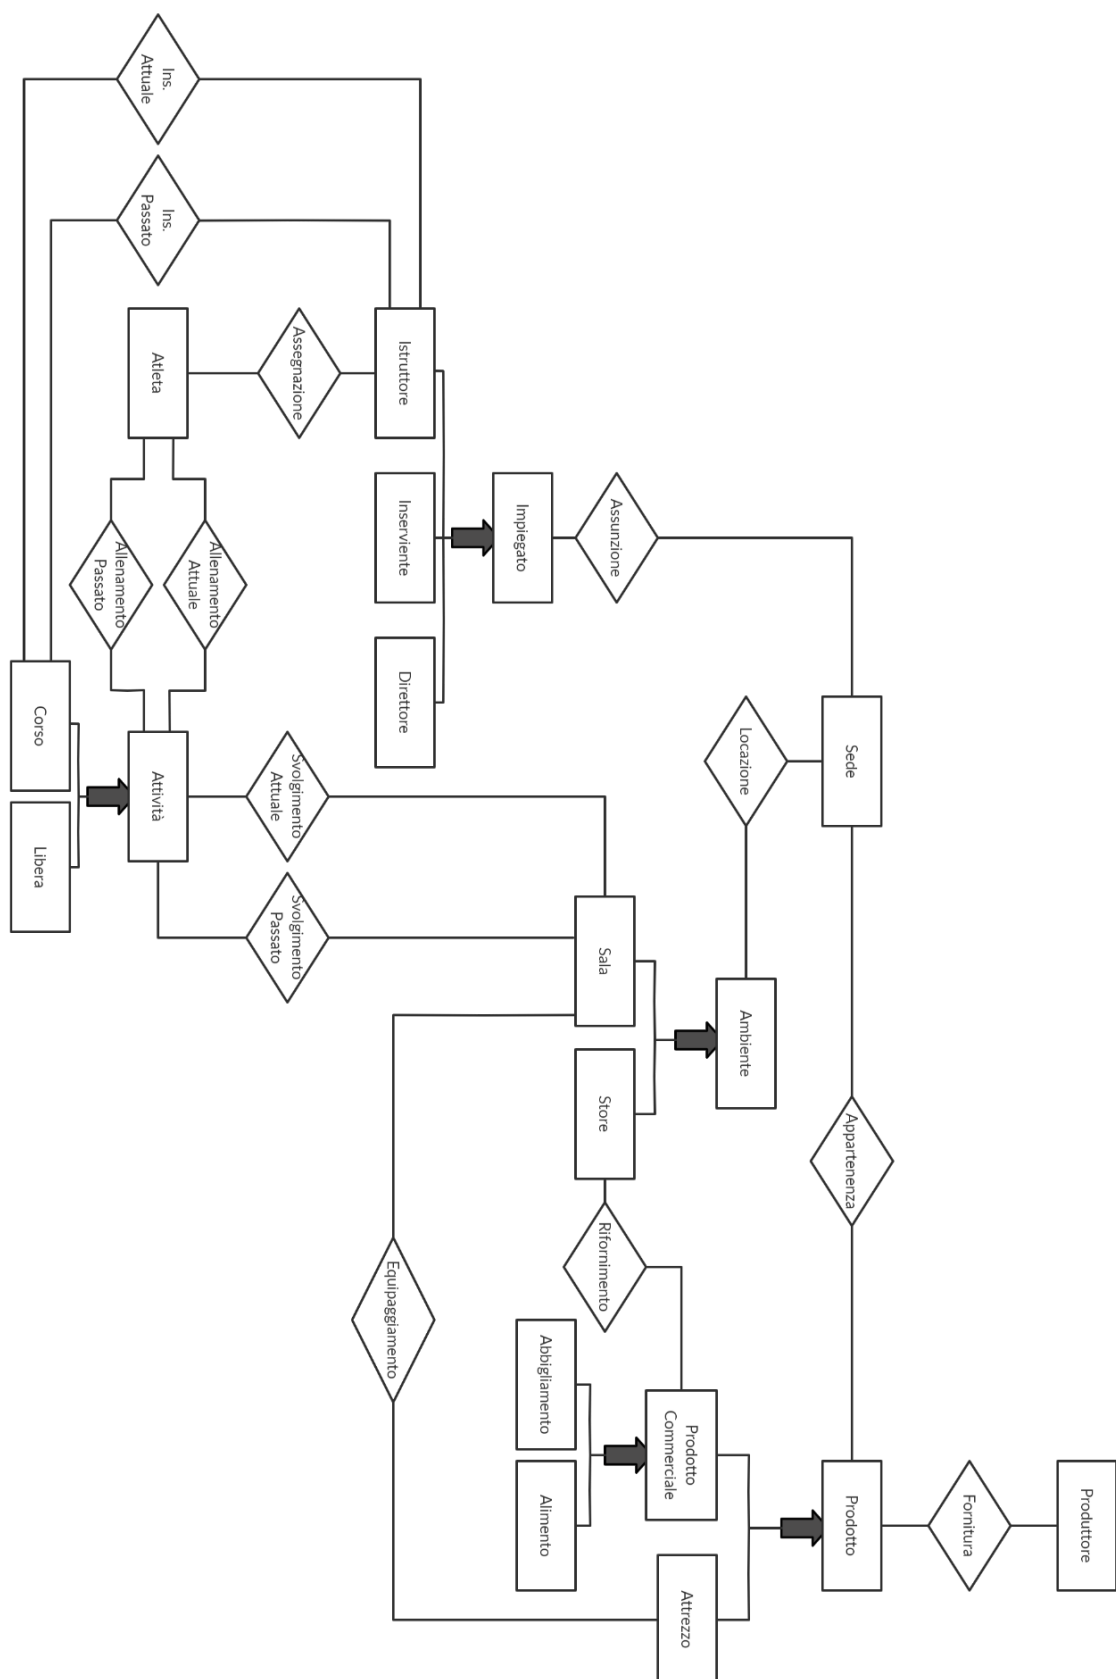 Produttore
Fornitura
Sede
Appartenenza
Prodotto
Locazione
Ambiente
Prodotto
Commerciale
Attrezzo
Assunzione
Sala
Store
Rifornimento
Impiegato
Abbigliamento
Alimento
Istruttore
Inserviente
Direttore
Equipaggiamento
Assegnazione
Svolgimento
Attuale
Svolgimento
Passato
Allenamento
Attuale
Ins.
Attuale
Ins.
Passato
Atleta
Attività
Allenamento
Passato
Corso
Libera